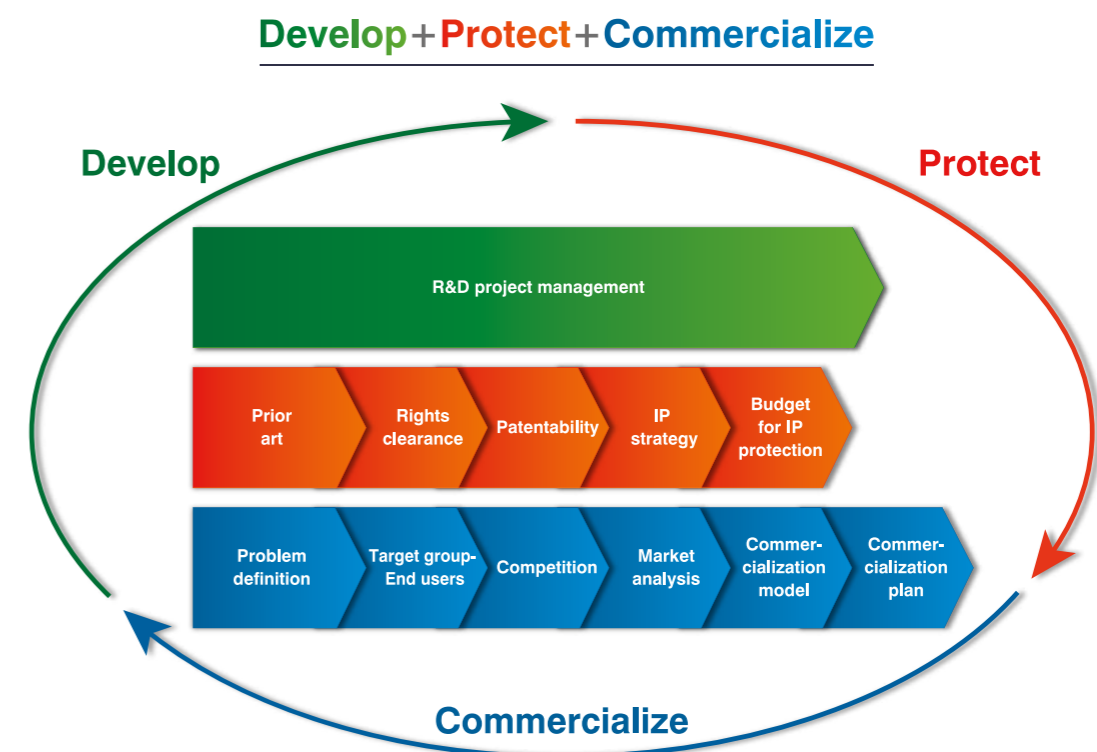 Develop+Protect+Commercialize
Develop
Protect
R&D project management
Prior
art
Rights
clearance
Patentability
IP
strategy
Budget
for IP
protection
Problem
definition
Target group-
End users
Competition
Market
analysis
Commer-
cialization
model
Commer-
cialization
plan
Commercialize